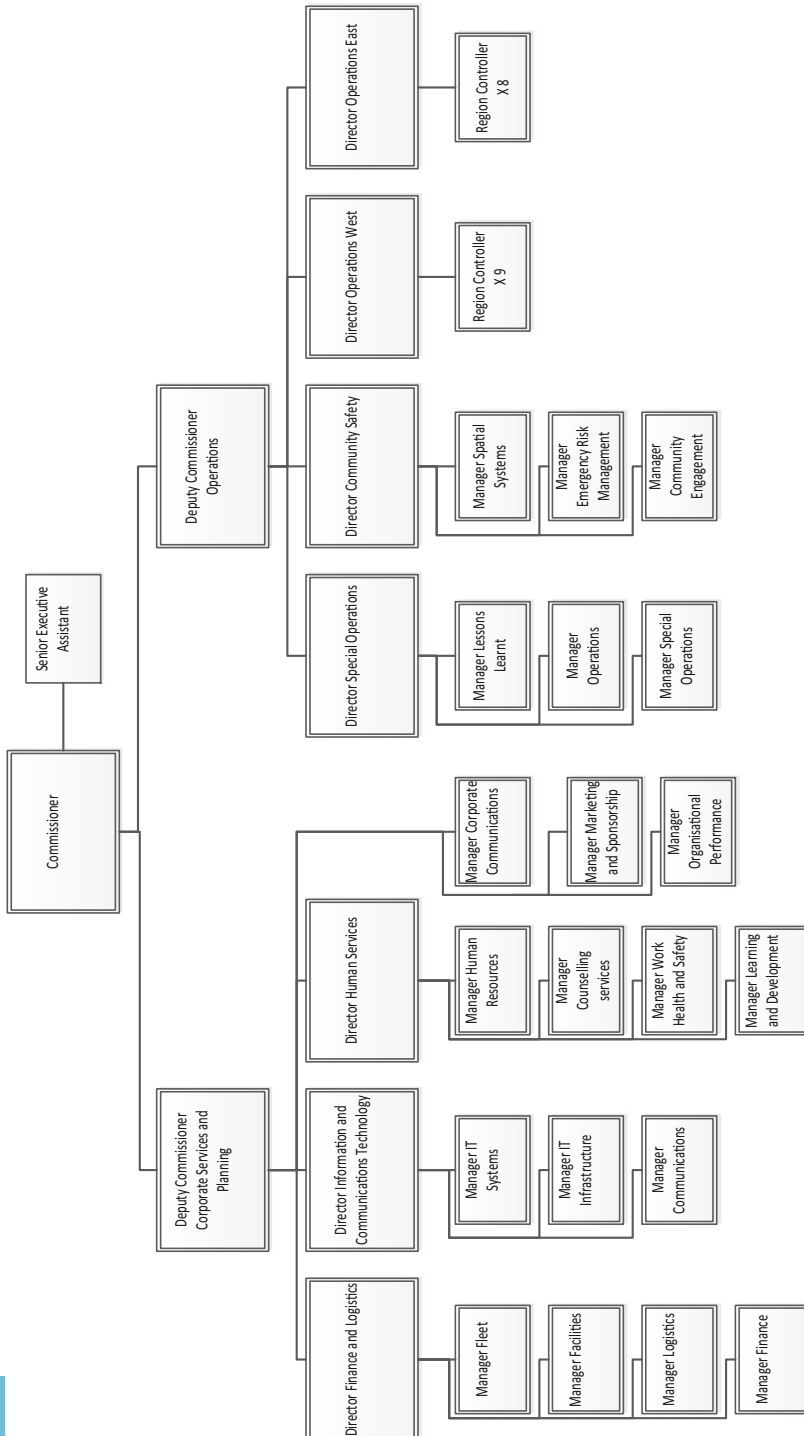 Commissioner
Senior Executive
Assistant
Deputy Commissioner
Corporate Services and
Planning
Deputy Commissioner
Operations
Director Finance and Logistics
Director Information and
Communications Technology
Director Human Services
Director Special Operations
Director Community Safety
Director Operations West
Director Operations East
Manager Fleet
Manager Facilities
Manager Logistics
Manager Finance
Manager IT
Systems
Manager IT
Infrastructure
Manager
Communications
Manager Human
Resources
Manager
Counselling
services
Manager Work
Health and Safety
Manager Learning
and Development
Manager Corporate
Communications
Manager Marketing
and Sponsorship
Manager
Organisational
Performance
Manager Lessons
Learnt
Manager
Operations
Manager Special
Operations
Manager Spatial
Systems
Manager
Emergency Risk
Management
Manager
Community
Engagement
Region Controller
X 9
Region Controller
X 8